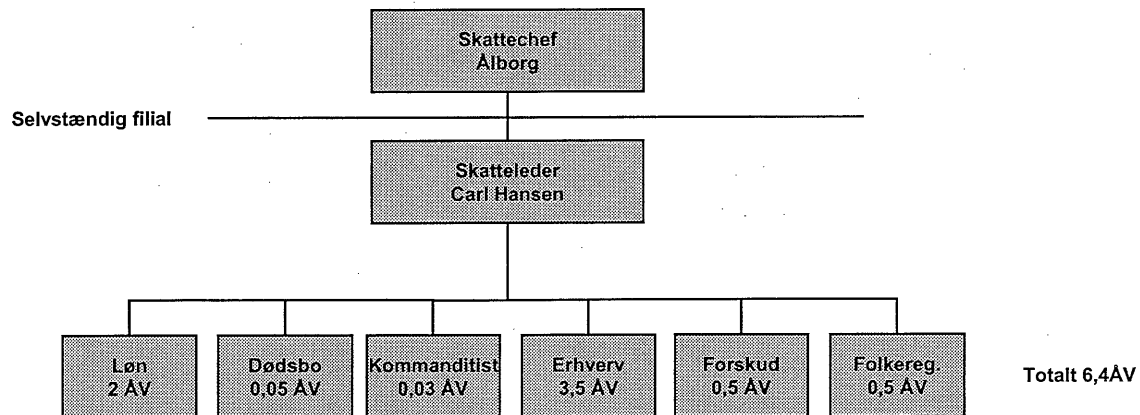 Skattechef
Ålborg
Selvstændig filial
Skatteleder
Carl Hansen
Løn
2 ÅV
Dødsbo
0,05 ÅV
Kommanditist
0,03 ÅV
Erhverv
3,5 ÅV
Forskud
0,5 ÅV
Folkereg.
0,5 ÅV
Totalt 6,4ÅV